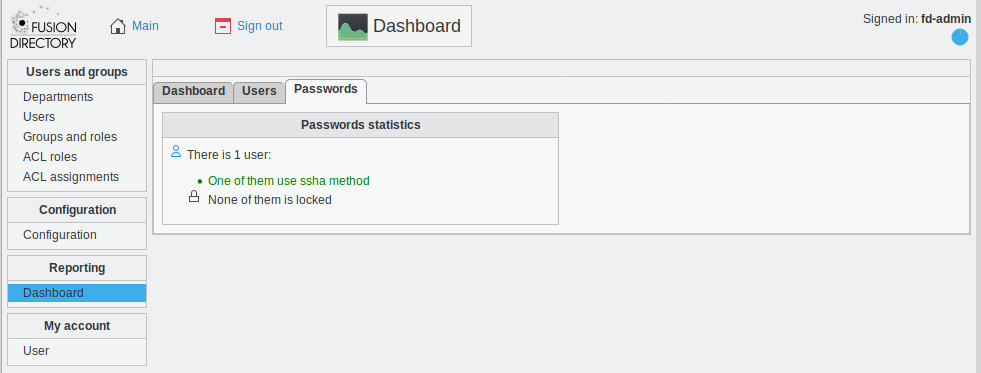 FUSION
DIRECTORY
Main
Sign out
Dashboard
Signed in: fd-admin
Users and groups
Departments
Users
Groups and roles
ACL roles
ACL assignments
Configuration
Configuration
Reporting
Dashboard
My account
User
Dashboard Users Passwords
Passwords statistics
There is 1 user:
One of them use ssha method
None of them is locked